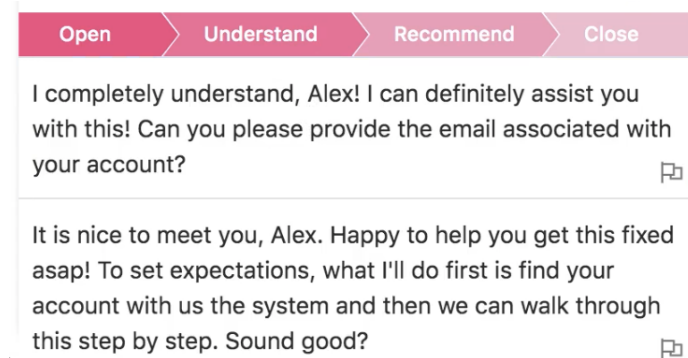 Open Understand Recommend Close
I completely understand, Alex! I can definitely assist you
with this! Can you please provide the email associated with
your account?
It is nice to meet you, Alex. Happy to help you get this fixed
asap! To set expectations, what I'll do first is find your
account with us the system and then we can walk through
this step by step. Sound good?